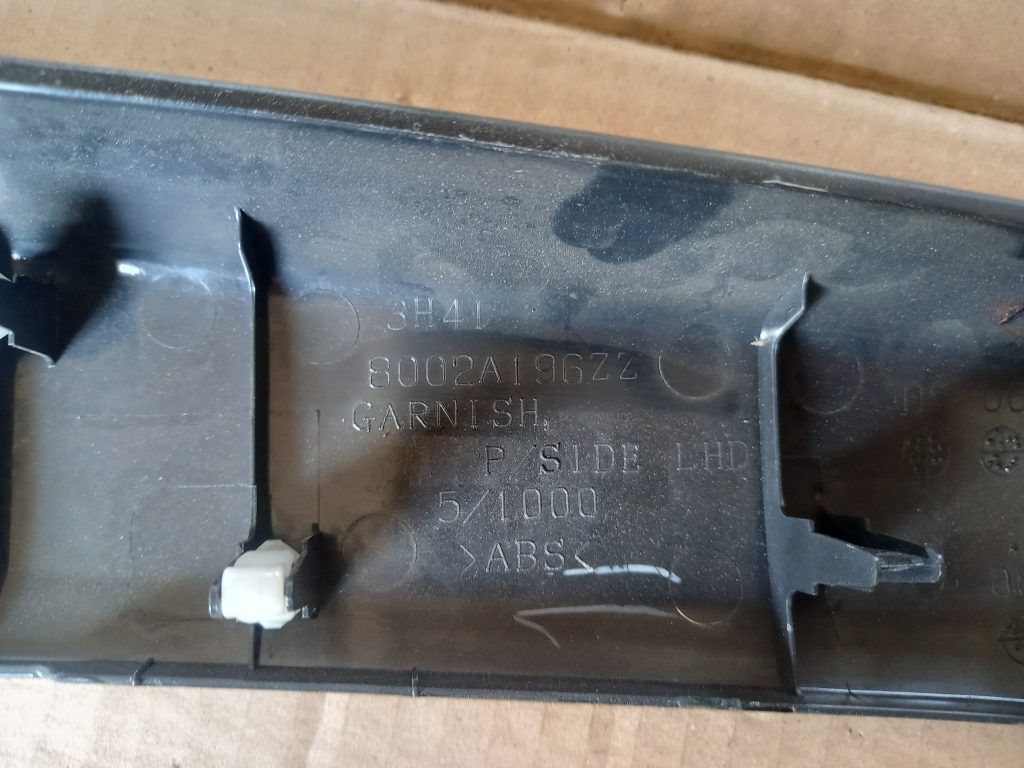 3H41
8002A196ZZ
GARNISH,
P/SIDE LHD
5/1000
>ABS<